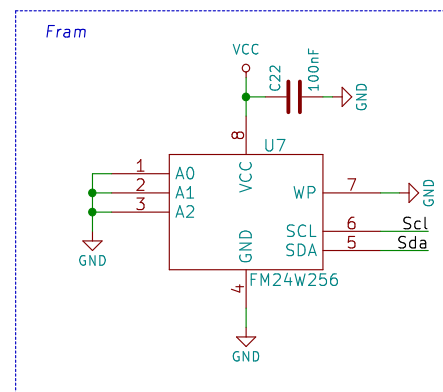 Fram
VCC
C22
100nF
GND
8
U7
1
A0
VCC
2
A1
WP
7
GND
3
A2
SCL
6
Scl
GND
SDA
5
Sda
GND
4
FM24W256
GND